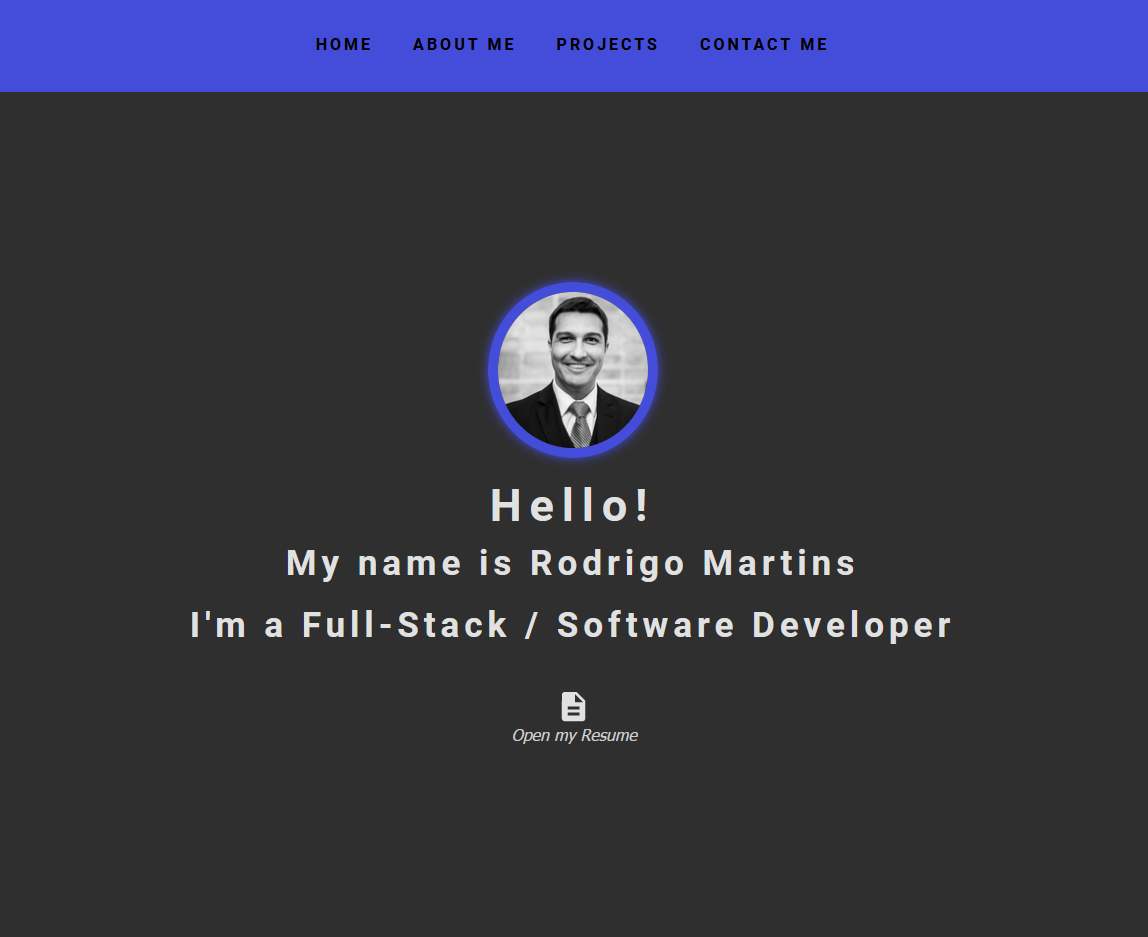 HOME ABOUT ME PROJECTS CONTACT ME
Hello!
My name is Rodrigo Martins
I'm a Full-Stack / Software Developer
Open my Resume